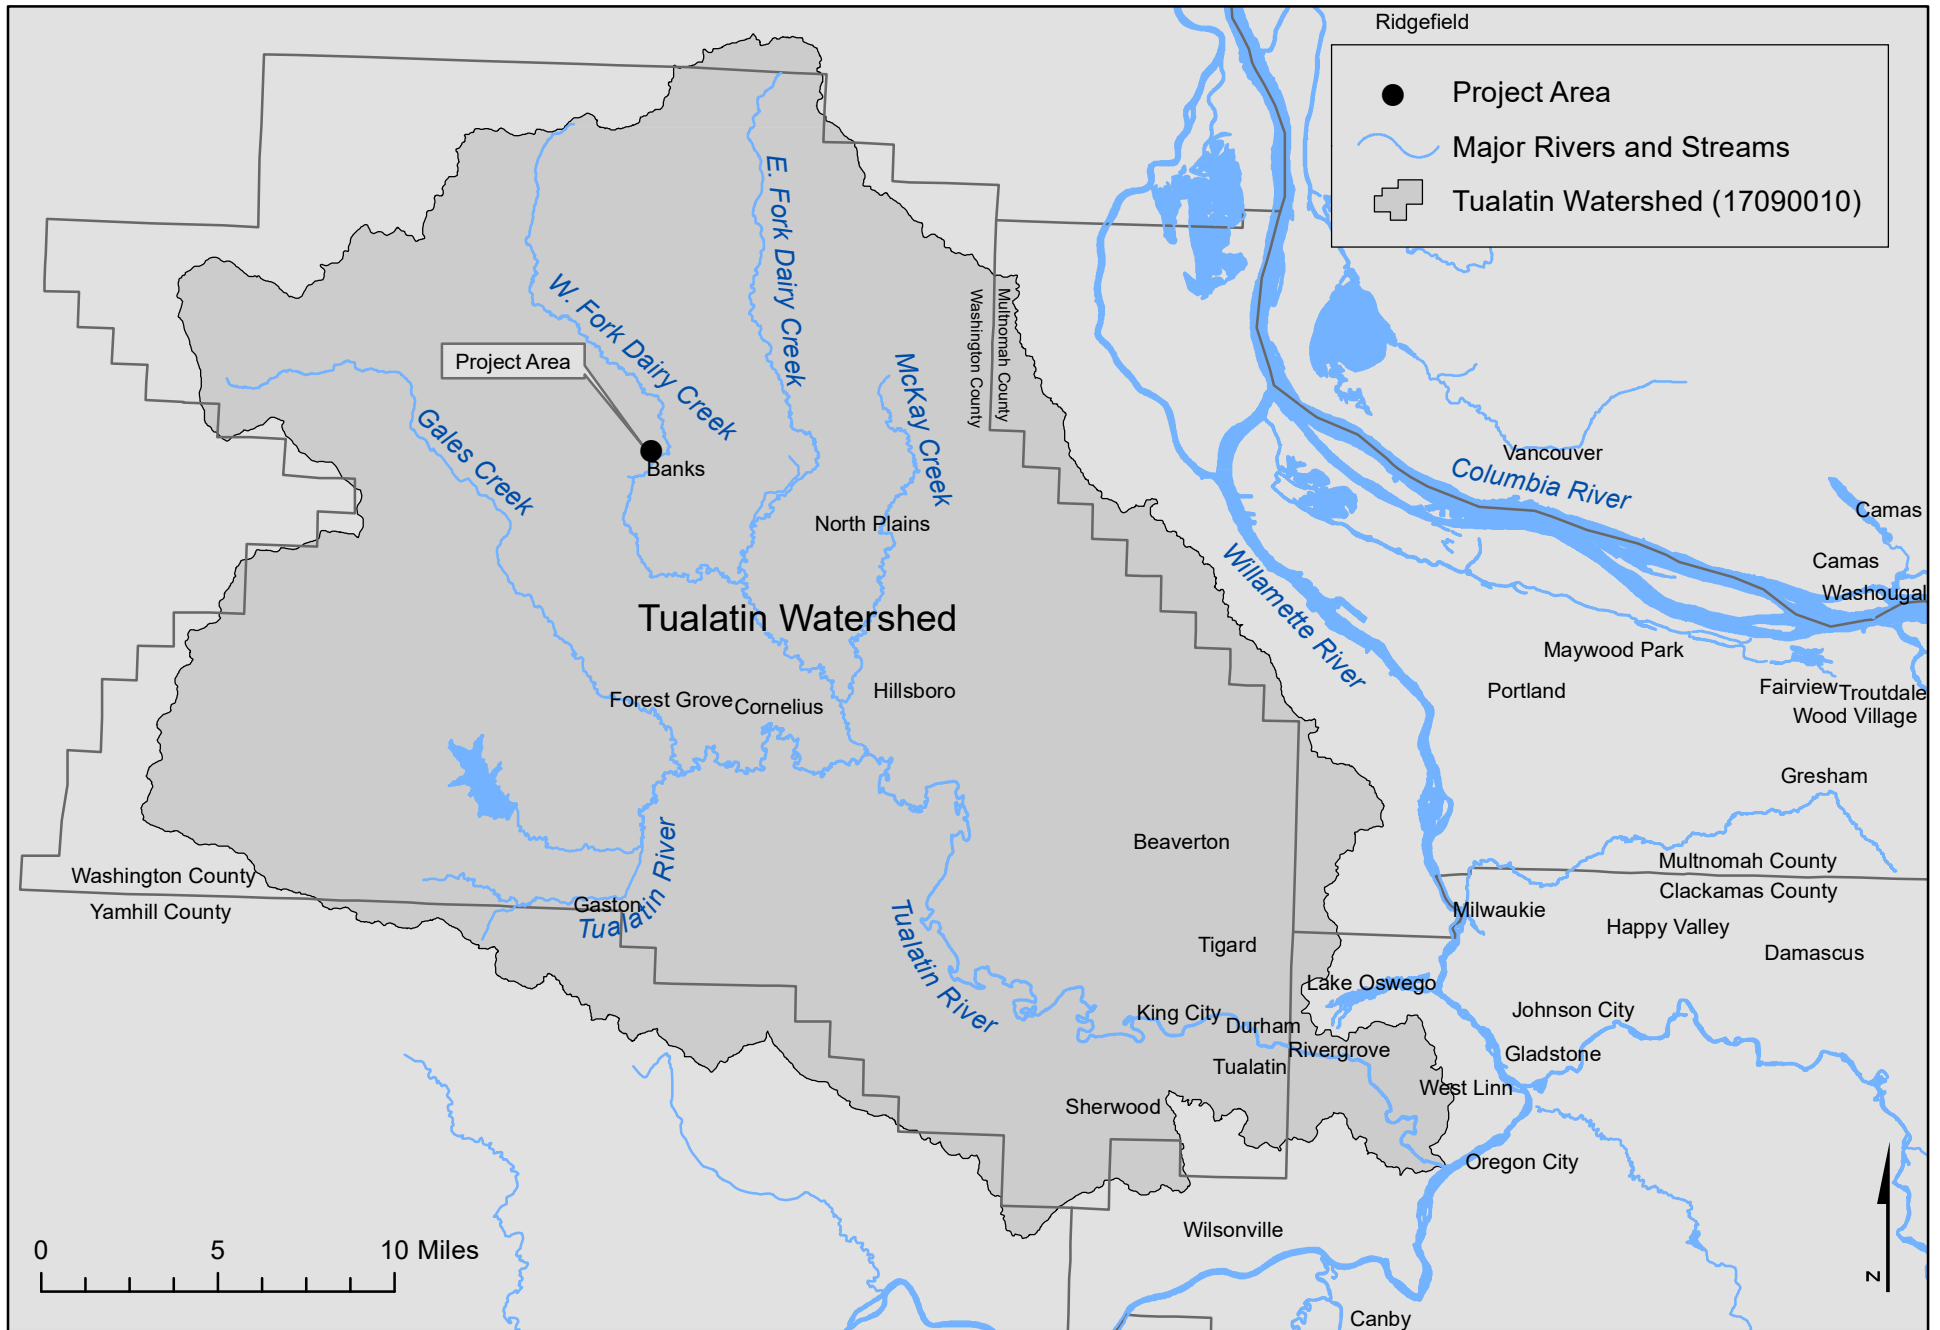 Ridgefield
Project Area
Major Rivers and Streams
Tualatin Watershed (17090010)
E. Fork Dairy Creek
W. Fork Dairy Creek
Multnomah County
Washington County
Project Area
McKay Creek
Gales Creek
Banks
Vancouver
Columbia River
Camas
North Plains
Camas
Washougal
Willamette River
Tualatin Watershed
Maywood Park
Forest Grove
Cornelius
Hillsboro
Portland
Fairview
Troutdale
Wood Village
Gresham
Beaverton
Tualatin River
Washington County
Yamhill County
Multnomah County
Clackamas County
Gaston
Tualatin River
Milwaukie
Happy Valley
Tigard
Damascus
Lake Oswego
King City
Durham
Johnson City
Rivergrove
Gladstone
Tualatin
West Linn
Sherwood
Oregon City
Wilsonville
0 5 10 Miles
N
Canby